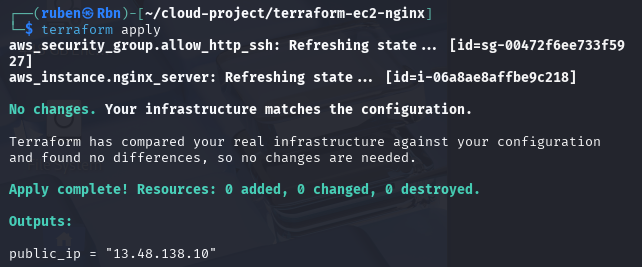 ┌──(ruben㉿Rbn)-[~/cloud-project/terraform-ec2-nginx]
└─$ terraform apply
aws_security_group.allow_http_ssh: Refreshing state... [id=sg-00472f6ee733f59
27]
aws_instance.nginx_server: Refreshing state... [id=i-06a8ae8affbe9c218]
No changes. Your infrastructure matches the configuration.
Terraform has compared your real infrastructure against your configuration
and found no differences, so no changes are needed.
Apply complete! Resources: 0 added, 0 changed, 0 destroyed.
Outputs:
public_ip = "13.48.138.10"